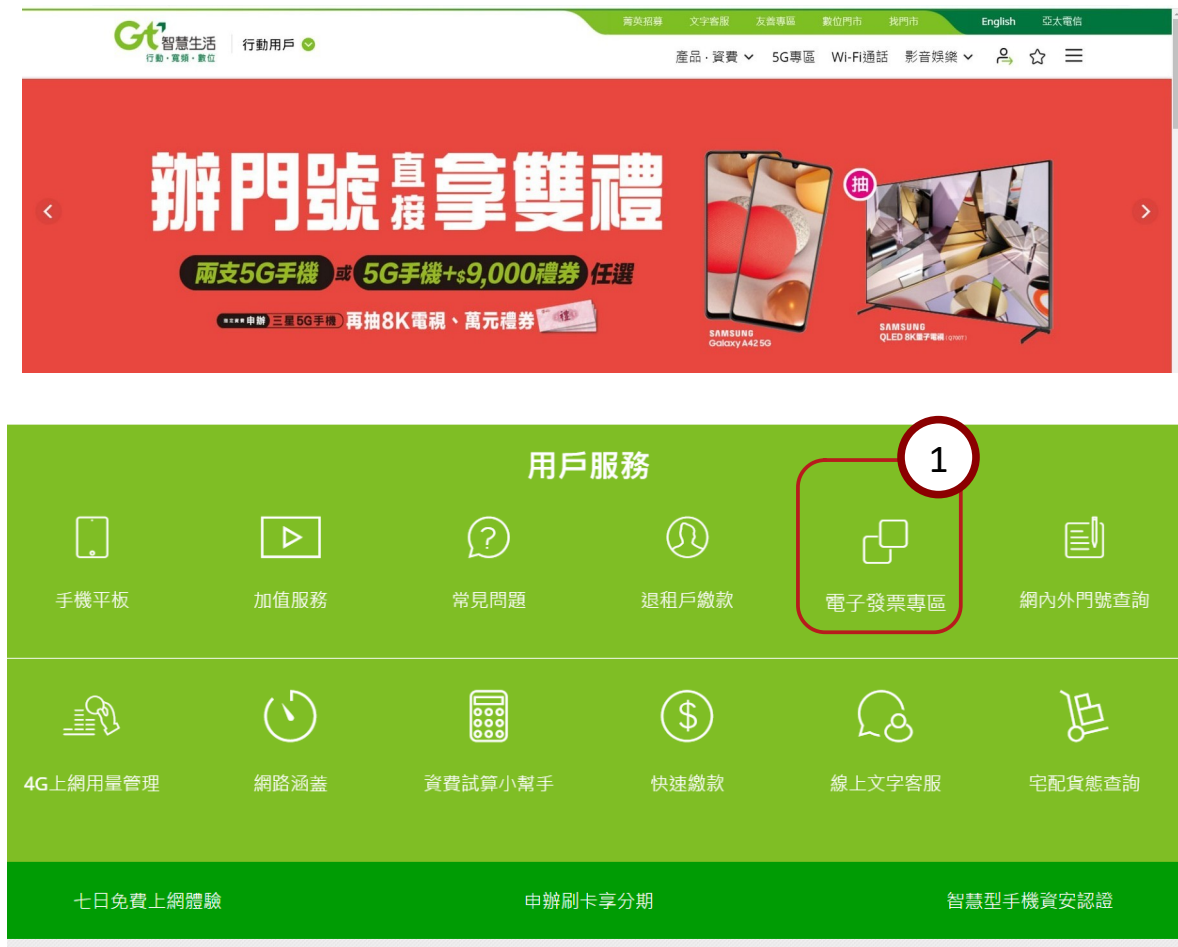 菁英招募 文字客服 友善專區 數位門市 找門市 English 亞太電信
Gt 智慧生活
行動・寬頻・數位
行動用戶
產品・資費 5G專區 Wi-Fi通話 影音娛樂
辦門號直接拿雙禮
兩支5G手機 或 5G手機+$9,000禮券 任選
申辦 三星5G手機 再抽8K電視、萬元禮券
禮
抽
SAMSUNG
Galaxy A42 5G
SAMSUNG
QLED 8K量子電視 (Q700T)
用戶服務
1
手機平板 加值服務 常見問題 退租戶繳款 電子發票專區 網內外門號查詢
4G上網用量管理 網路涵蓋 資費試算小幫手 快速繳款 線上文字客服 宅配貨態查詢
七日免費上網體驗 申辦刷卡享分期 智慧型手機資安認證